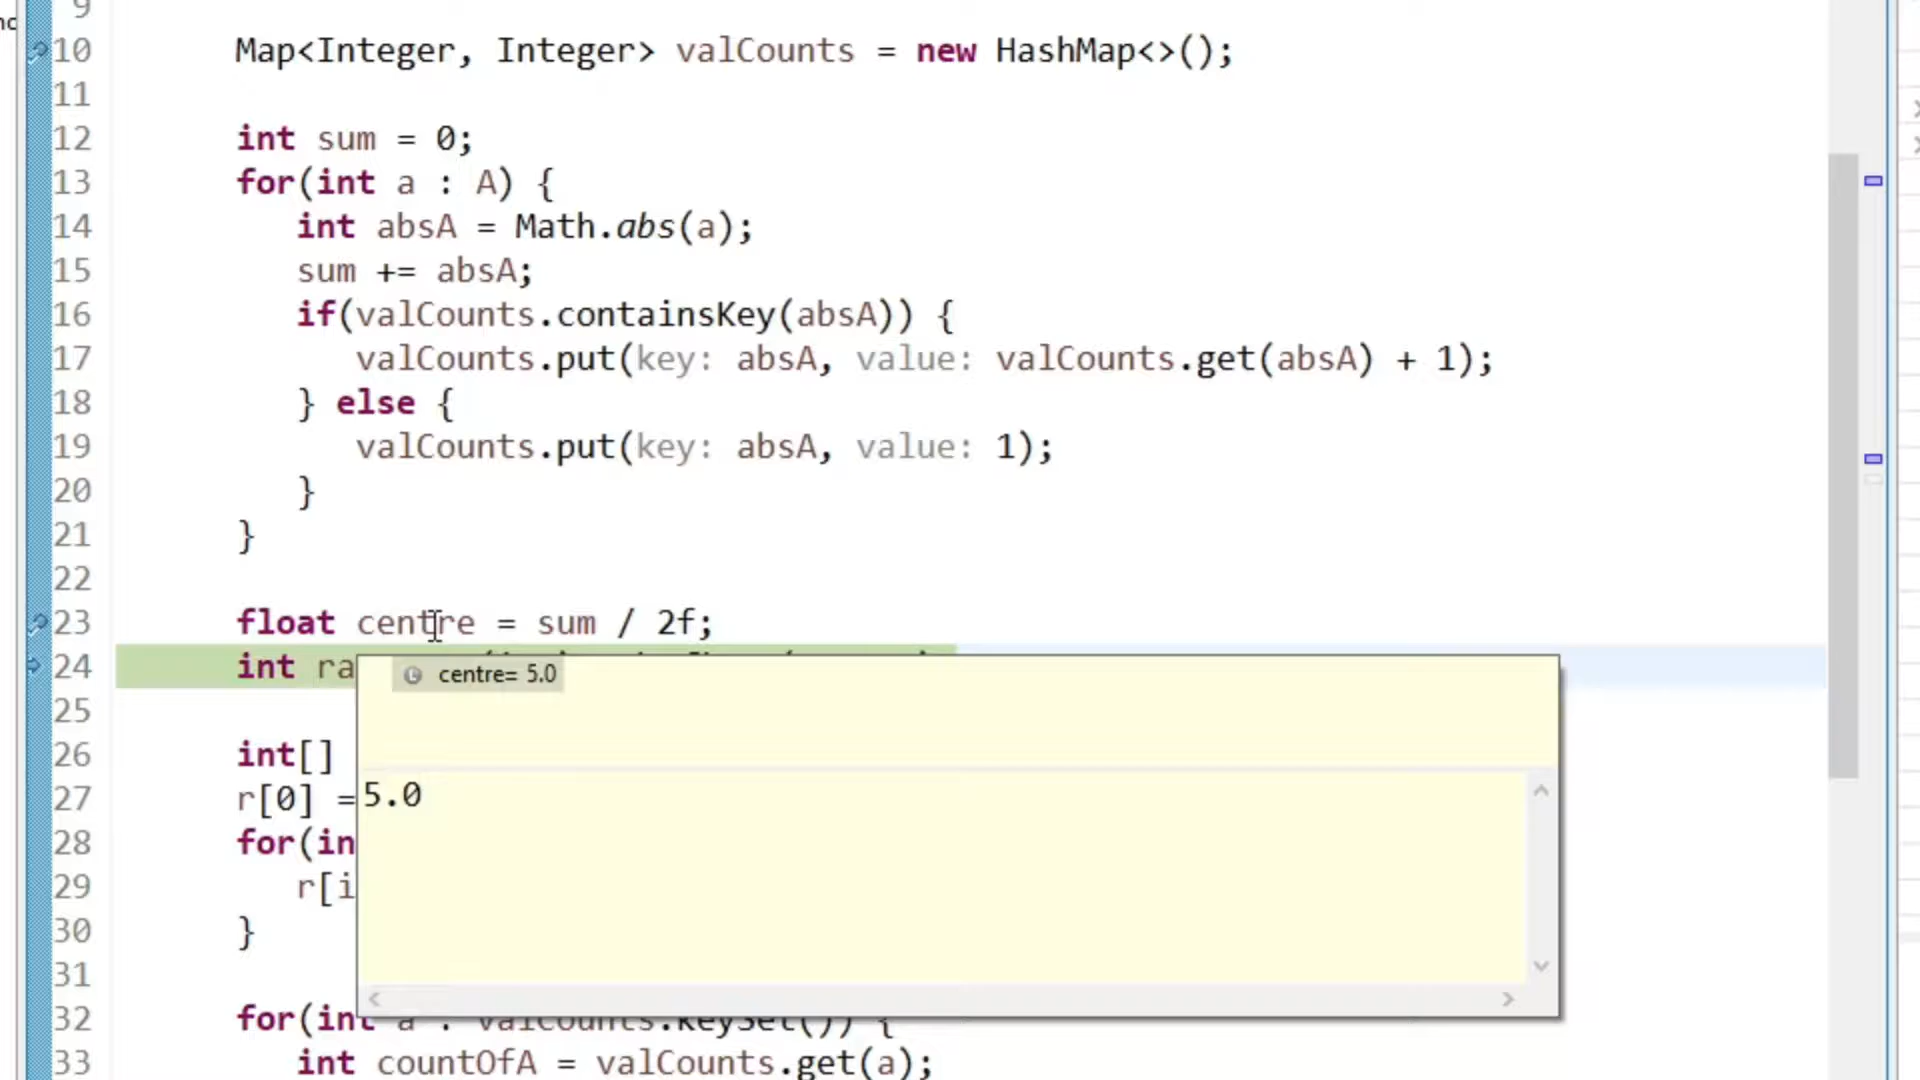 9
10 Map<Integer, Integer> valCounts = new HashMap<>();
11
12 int sum = 0;
13 for(int a : A) {
14 int absA = Math.abs(a);
15 sum += absA;
16 if(valCounts.containsKey(absA)) {
17 valCounts.put(key: absA, value: valCounts.get(absA) + 1);
18 } else {
19 valCounts.put(key: absA, value: 1);
20 }
21 }
22
23 float centre = sum / 2f;
24 int ra
centre= 5.0
25
26 int[]
27 r[0] =
5.0
28 for(in
29 r[i
30 }
31
32 for(int a : valCounts.keySet()) {
33 int countOfA = valCounts.get(a);